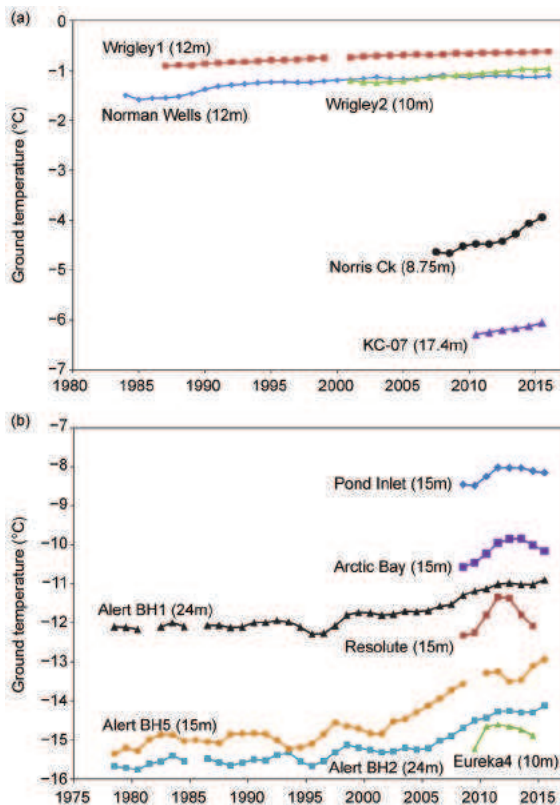 (a)
0
−1
−2
−3
−4
−5
−6
−7
Ground temperature (°C)
Wrigley1 (12m)
Norman Wells (12m)
Wrigley2 (10m)
Norris Ck (8.75m)
KC-07 (17.4m)
1980 1985 1990 1995 2000 2005 2010 2015
(b)
−7
−8
−9
−10
−11
−12
−13
−14
−15
−16
Ground temperature (°C)
Pond Inlet (15m)
Arctic Bay (15m)
Alert BH1 (24m)
Resolute (15m)
Alert BH5 (15m)
Alert BH2 (24m)
Eureka4 (10m)
1975 1980 1985 1990 1995 2000 2005 2010 2015